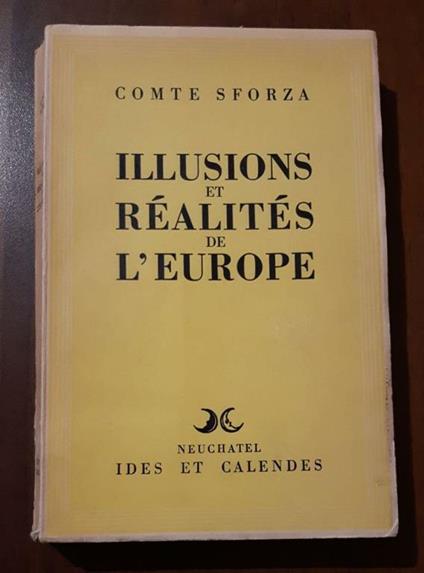 COMTE SFORZA
ILLUSIONS
ET
RÉALITÉS
DE
L'EUROPE
NEUCHATEL
IDES ET CALENDES